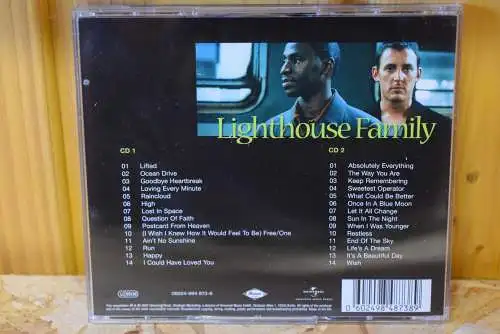 Lighthouse Family
CD 1
01 Lifted
02 Ocean Drive
03 Goodbye Heartbreak
04 Loving Every Minute
05 Raincloud
06 High
07 Lost In Space
08 Question Of Faith
09 Postcard From Heaven
10 (I Wish I Knew How It Would Feel To Be) Free/One
11 Ain't No Sunshine
12 Run
13 Happy
14 I Could Have Loved You
CD 2
01 Absolutely Everything
02 The Way You Are
03 Keep Remembering
04 Sweetest Operator
05 What Could Be Better
06 Once In A Blue Moon
07 Let It All Change
08 Sun In The Night
09 When I Was Younger
10 Restless
11 End Of The Sky
12 Life's A Dream
13 It's A Beautiful Day
14 Wish
UNIVERSAL
0 602498 487389